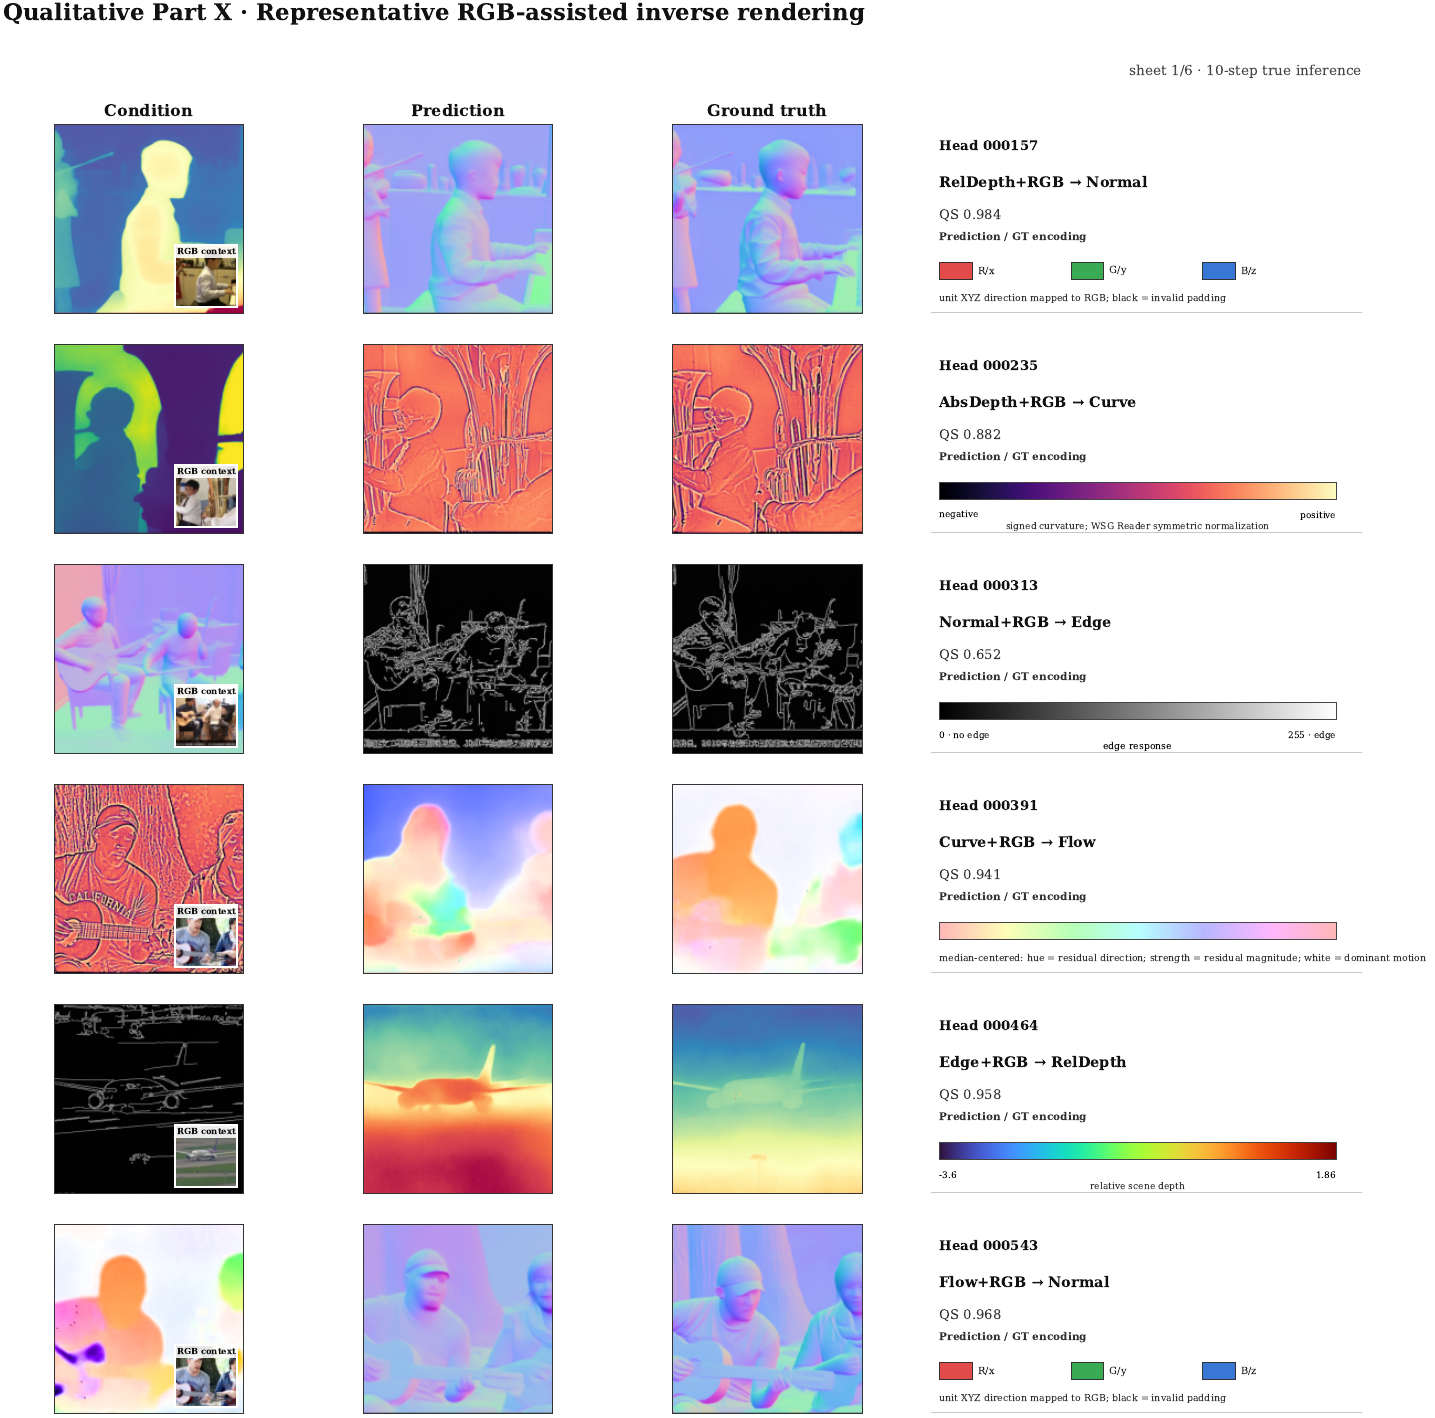 Qualitative Part X · Representative RGB-assisted inverse rendering
sheet 1/6 · 10-step true inference
Condition Prediction Ground truth
RGB context
Head 000157
RelDepth+RGB → Normal
QS 0.984
Prediction / GT encoding
R/x G/y B/z
unit XYZ direction mapped to RGB; black = invalid padding
RGB context
Head 000235
AbsDepth+RGB → Curve
QS 0.882
Prediction / GT encoding
negative positive
signed curvature; WSG Reader symmetric normalization
RGB context
Head 000313
Normal+RGB → Edge
QS 0.652
Prediction / GT encoding
0 · no edge 255 · edge
edge response
CALIFORNIA
RGB context
Head 000391
Curve+RGB → Flow
QS 0.941
Prediction / GT encoding
median-centered: hue = residual direction; strength = residual magnitude; white = dominant motion
RGB context
Head 000464
Edge+RGB → RelDepth
QS 0.958
Prediction / GT encoding
-3.6 1.86
relative scene depth
RGB context
Head 000543
Flow+RGB → Normal
QS 0.968
Prediction / GT encoding
R/x G/y B/z
unit XYZ direction mapped to RGB; black = invalid padding